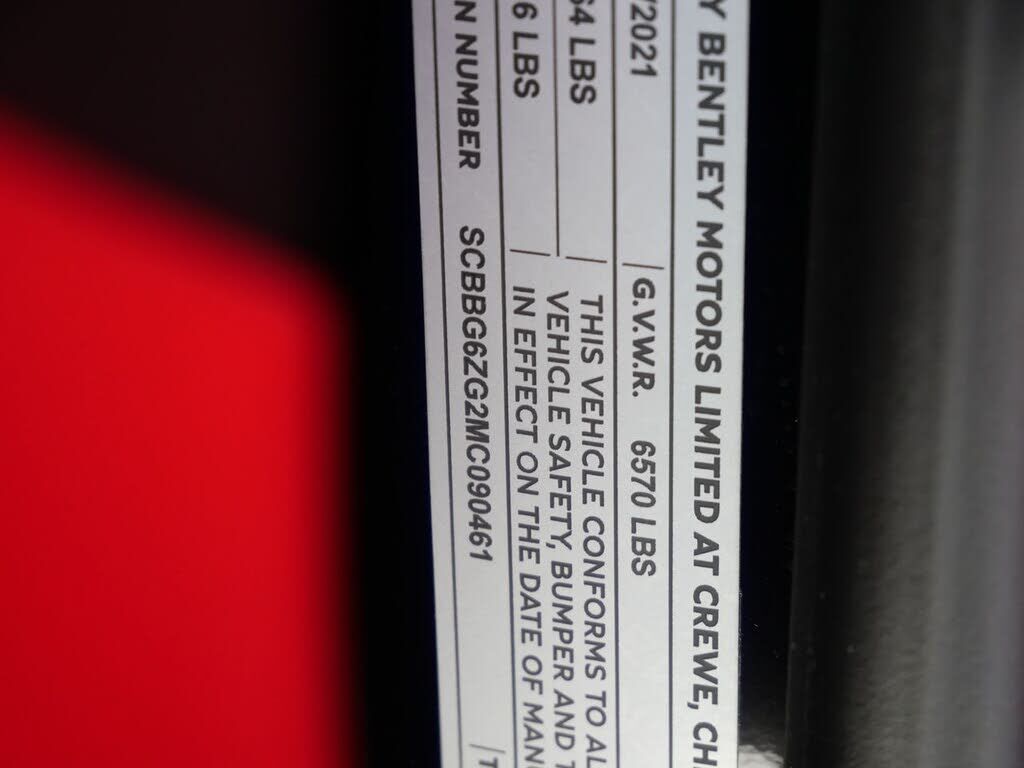 Y BENTLEY MOTORS LIMITED AT CREWE, CH
/2021 G.V.W.R. 6570 LBS
64 LBS THIS VEHICLE CONFORMS TO AL
VEHICLE SAFETY, BUMPER AND T
6 LBS IN EFFECT ON THE DATE OF MANU
N NUMBER SCBBG6ZG2MC090461 T